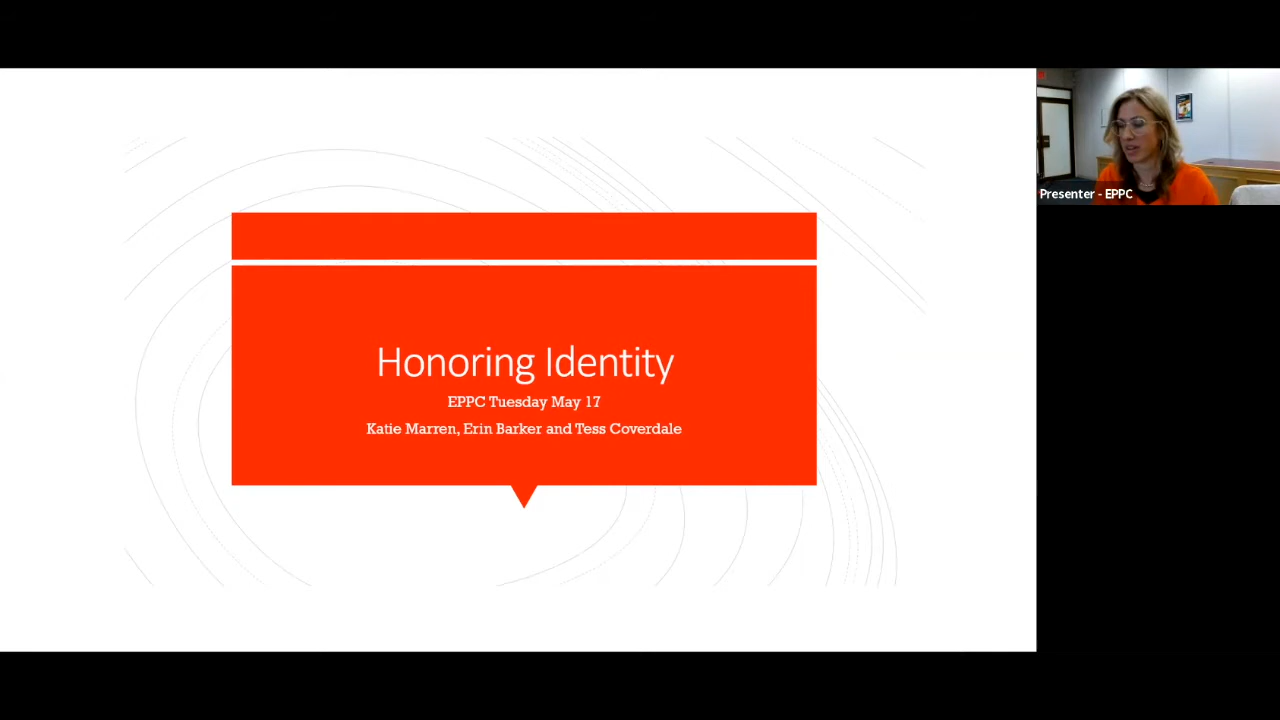 Honoring Identity
EPPC Tuesday May 17
Katie Marren, Erin Barker and Tess Coverdale
Presenter - EPPC